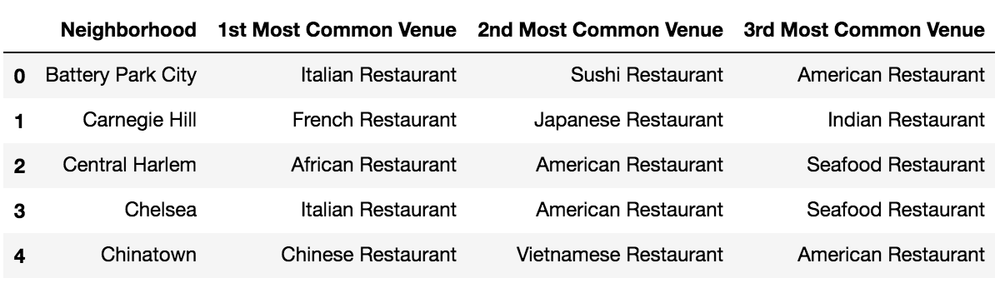 Neighborhood 1st Most Common Venue 2nd Most Common Venue 3rd Most Common Venue
0 Battery Park City Italian Restaurant Sushi Restaurant American Restaurant
1 Carnegie Hill French Restaurant Japanese Restaurant Indian Restaurant
2 Central Harlem African Restaurant American Restaurant Seafood Restaurant
3 Chelsea Italian Restaurant American Restaurant Seafood Restaurant
4 Chinatown Chinese Restaurant Vietnamese Restaurant American Restaurant